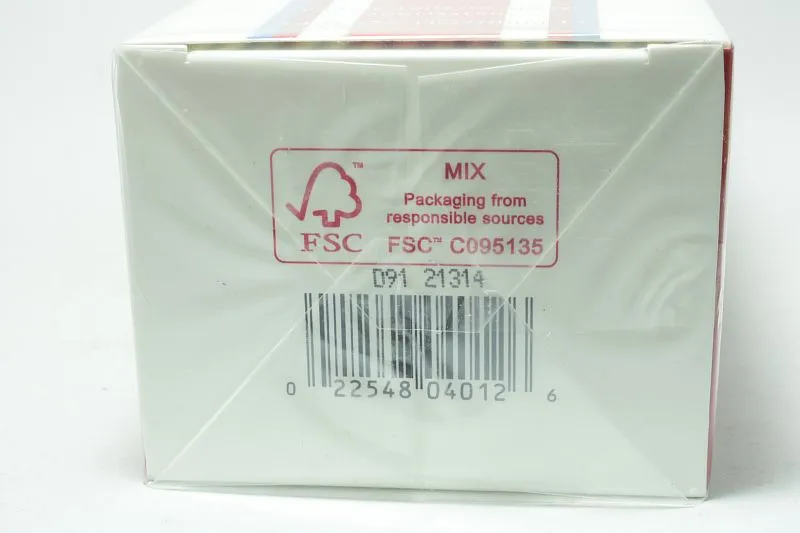 MIX
Packaging from
responsible sources
FSC™ C095135
™
FSC
D91 21314
0 22548 04012 6